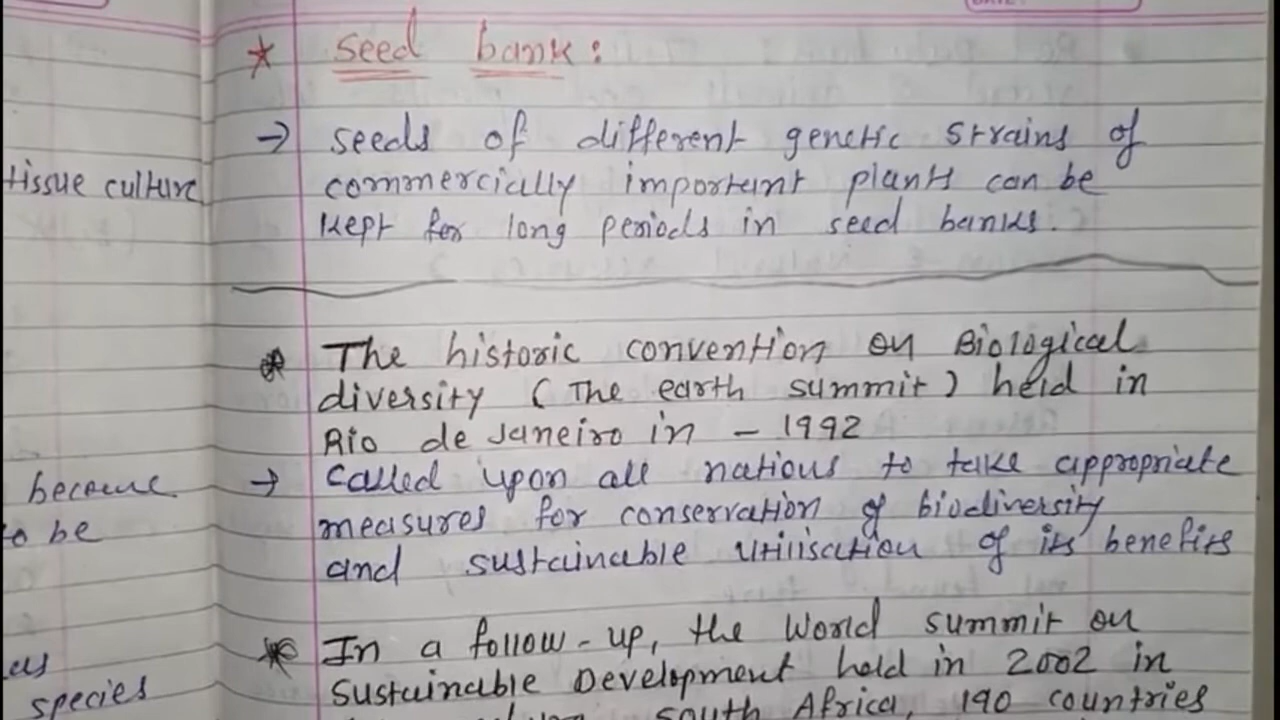 tissue culture
become
to be
as
species
* Seed bank:
→ seeds of different genetic strains of
commercially important plants can be
kept for long periods in seed banks.
* The historic convention on Biological
diversity (The earth summit) held in
Rio de Janeiro in - 1992
→ called upon all nations to take appropriate
measures for conservation of biodiversity
and sustainable utilisation of its benefits
* In a follow-up, the World summit on
Sustainable Development held in 2002 in
South Africa, 190 countries